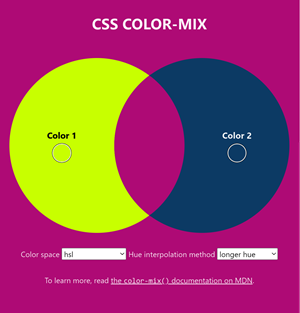 CSS COLOR-MIX
Color 1
Color 2
Color space hsl Hue interpolation method longer hue
To learn more, read the color-mix() documentation on MDN.